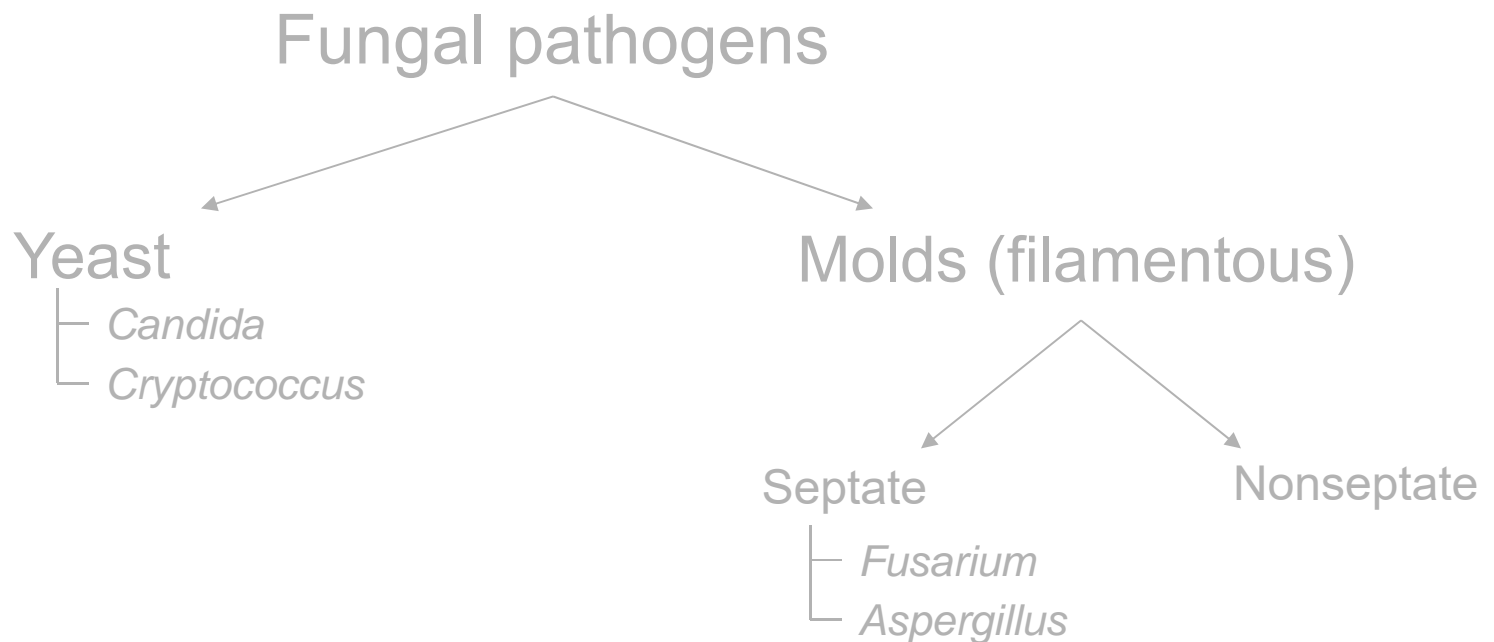 Fungal pathogens
Yeast
Candida
Cryptococcus
Molds (filamentous)
Septate
Fusarium
Aspergillus
Nonseptate